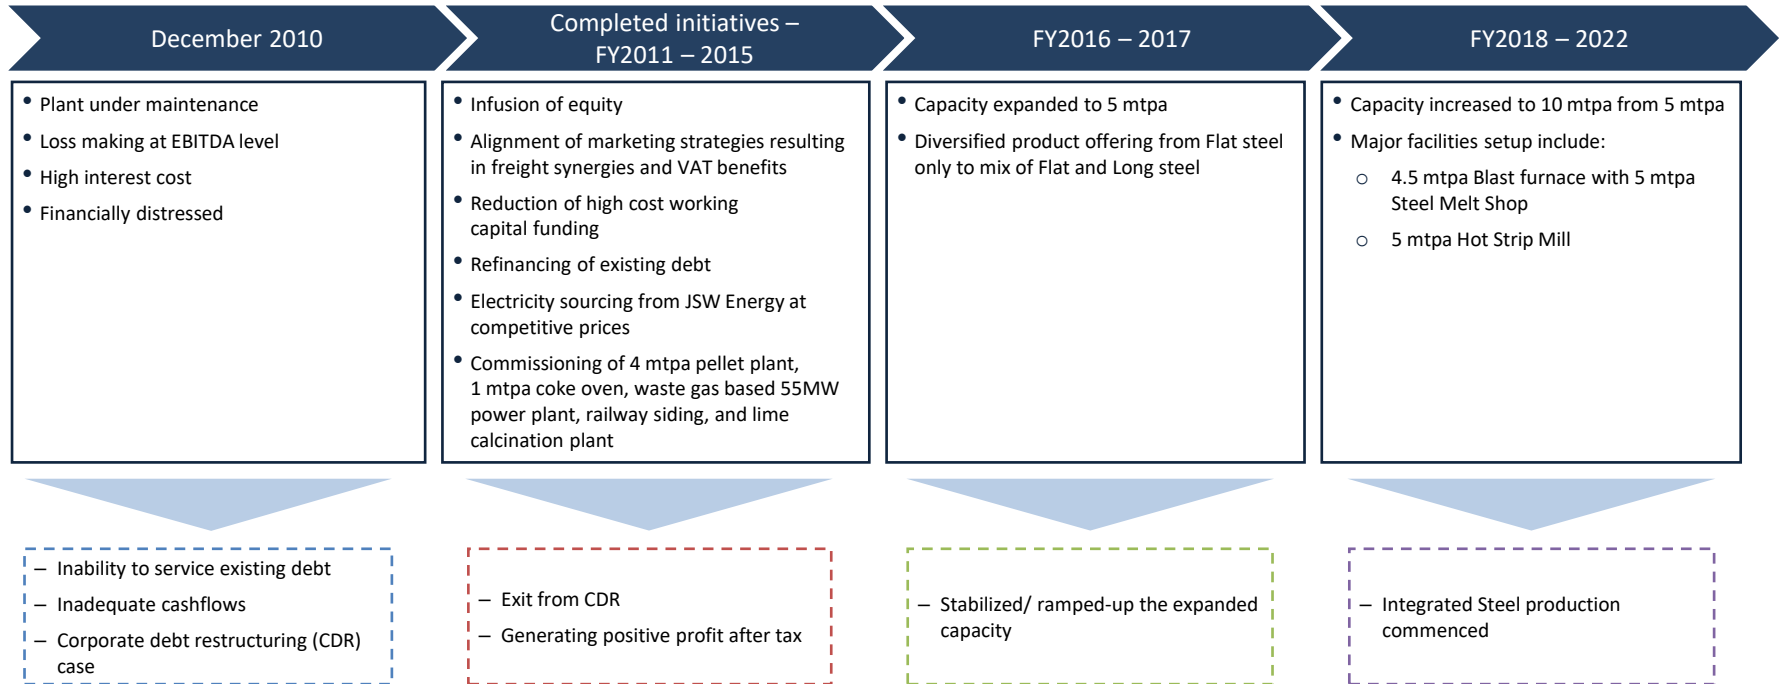 December 2010
• Plant under maintenance
• Loss making at EBITDA level
• High interest cost
• Financially distressed
– Inability to service existing debt
– Inadequate cashflows
– Corporate debt restructuring (CDR)
case
Completed initiatives –
FY2011 – 2015
• Infusion of equity
• Alignment of marketing strategies resulting
in freight synergies and VAT benefits
• Reduction of high cost working
capital funding
• Refinancing of existing debt
• Electricity sourcing from JSW Energy at
competitive prices
• Commissioning of 4 mtpa pellet plant,
1 mtpa coke oven, waste gas based 55MW
power plant, railway siding, and lime
calcination plant
– Exit from CDR
– Generating positive profit after tax
FY2016 – 2017
• Capacity expanded to 5 mtpa
• Diversified product offering from Flat steel
only to mix of Flat and Long steel
– Stabilized/ ramped-up the expanded
capacity
FY2018 – 2022
• Capacity increased to 10 mtpa from 5 mtpa
• Major facilities setup include:
o 4.5 mtpa Blast furnace with 5 mtpa
Steel Melt Shop
o 5 mtpa Hot Strip Mill
– Integrated Steel production
commenced